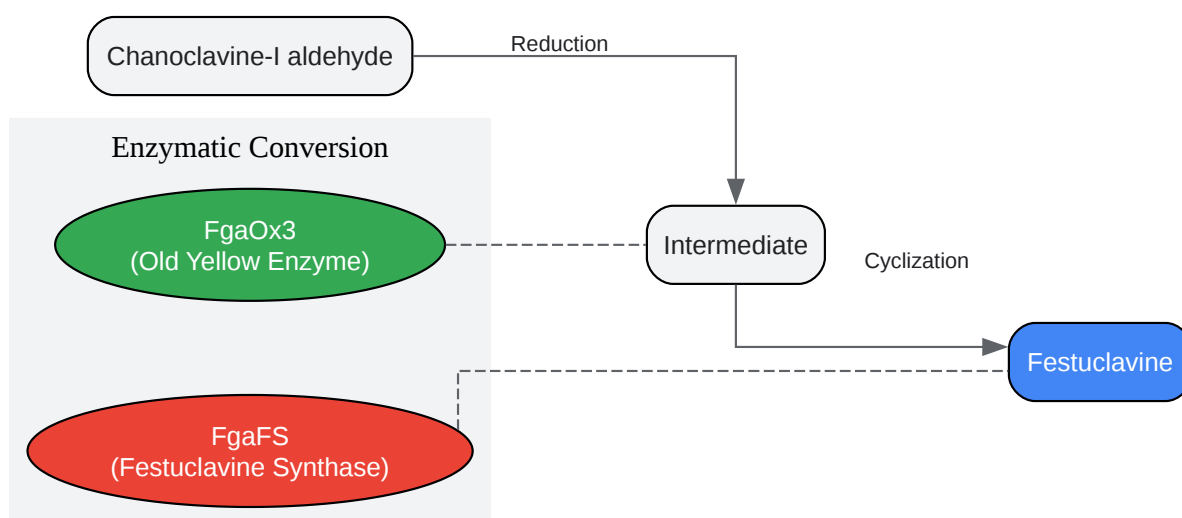 Chanoclavine-I aldehyde
Reduction
Enzymatic Conversion
FgaOx3
(Old Yellow Enzyme)
Intermediate
Cyclization
Festuclavine
FgaFS
(Festuclavine Synthase)